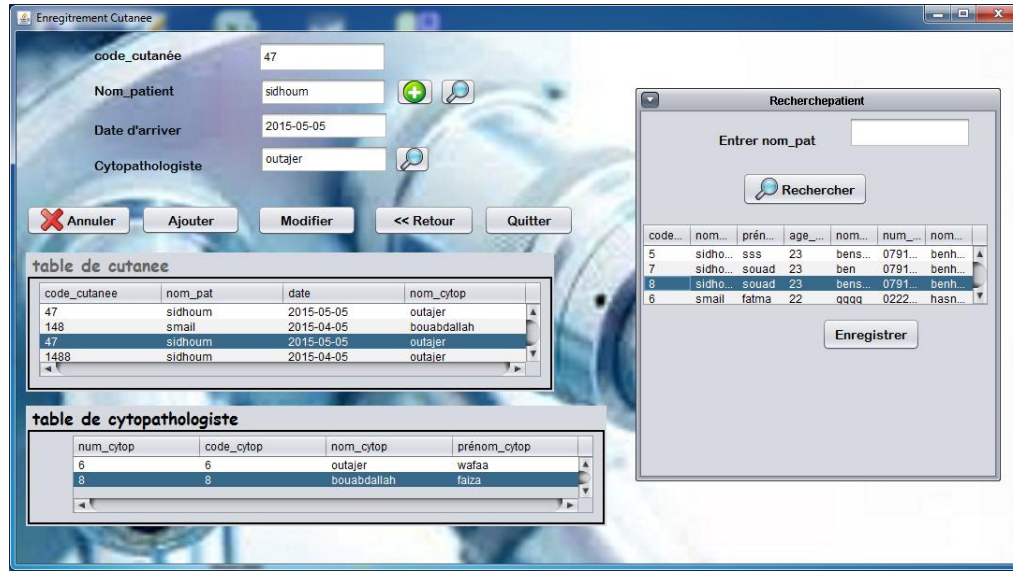 Enregitrement Cutanee
code_cutanée 47
Nom_patient sidhoum
Date d'arriver 2015-05-05
Cytopathologiste outajer
Annuler Ajouter Modifier << Retour Quitter
table de cutanee
code_cutanee nom_pat date nom_cytop
47 sidhoum 2015-05-05 outajer
148 smail 2015-04-05 bouabdallah
47 sidhoum 2015-05-05 outajer
1488 sidhoum 2015-04-05 outajer
table de cytopathologiste
num_cytop code_cytop nom_cytop prénom_cytop
6 6 outajer wafaa
8 8 bouabdallah faiza
Recherchepatient
Entrer nom_pat
Rechercher
code... nom... prén... age_... nom... num_... nom...
5 sidho... sss 23 bens... 0791... benh...
7 sidho... souad 23 ben 0791... benh...
8 sidho... souad 23 bens... 0791... benh...
6 smail fatma 22 qqqq 0222... hasn...
Enregistrer